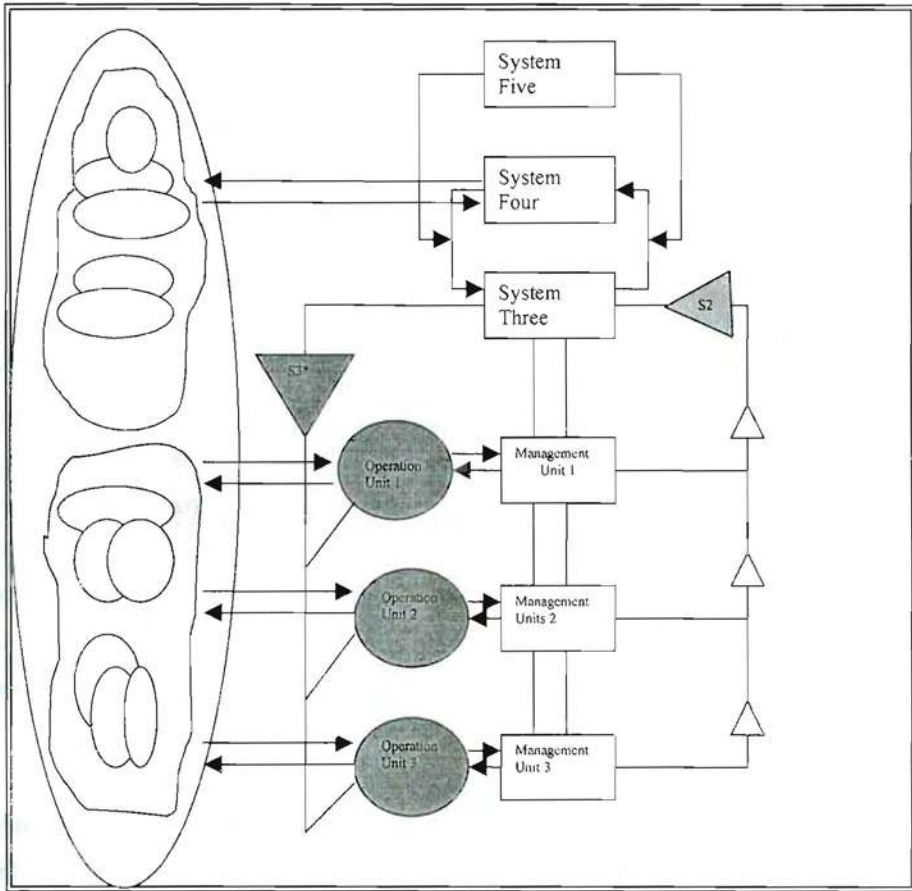 System
Five
System
Four
System
Three
S2
S3*
Operation
Unit 1
Management
Unit 1
Operation
Unit 2
Management
Units 2
Operation
Unit 3
Management
Unit 3